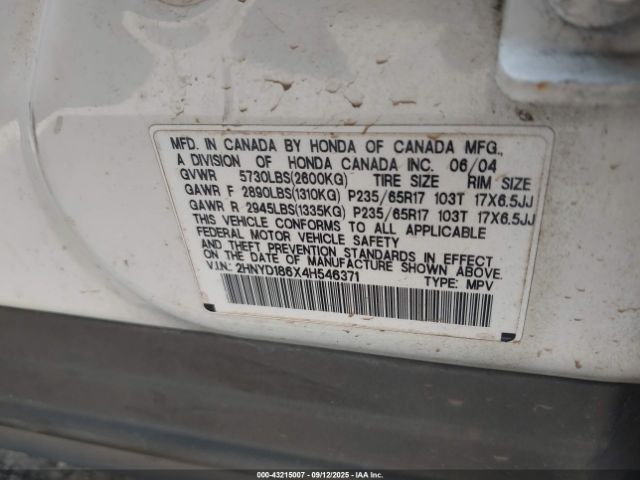 MFD. IN CANADA BY HONDA OF CANADA MFG.,
A DIVISION OF HONDA CANADA INC. 06/04
GVWR 5730LBS(2600KG) TIRE SIZE RIM SIZE
GAWR F 2890LBS(1310KG) P235/65R17 103T 17X6.5JJ
GAWR R 2945LBS(1335KG) P235/65R17 103T 17X6.5JJ
THIS VEHICLE CONFORMS TO ALL APPLICABLE
FEDERAL MOTOR VEHICLE SAFETY
AND THEFT PREVENTION STANDARDS IN EFFECT
ON THE DATE OF MANUFACTURE SHOWN ABOVE.
V.I.N.: 2HNYD186X4H546371 TYPE: MPV
000-43215007 09/12/2025 COPYRIGHT IAA, LLC